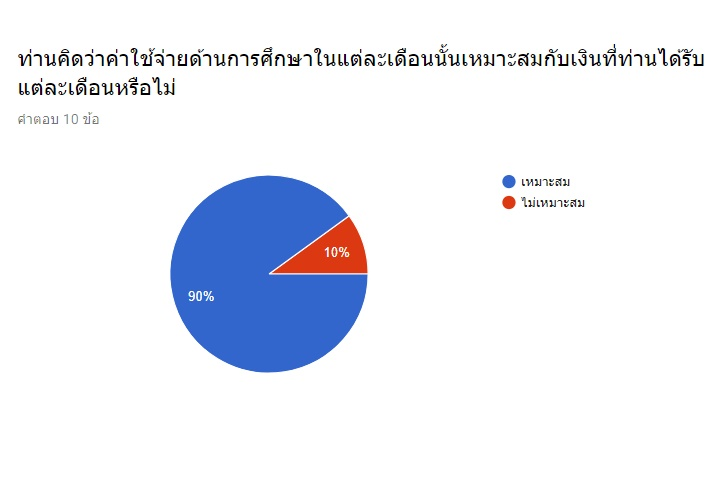 ท่านคิดว่าค่าใช้จ่ายด้านการศึกษาในแต่ละเดือนนั้นเหมาะสมกับเงินที่ท่านได้รับ
แต่ละเดือนหรือไม่
คำตอบ 10 ข้อ
เหมาะสม
ไม่เหมาะสม
10%
90%